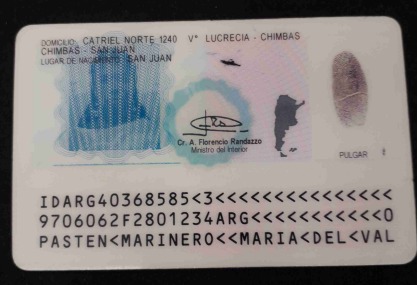 DOMICILIO: CATRIEL NORTE 1240 Vª LUCRECIA - CHIMBAS
CHIMBAS - SAN JUAN
LUGAR DE NACIMIENTO: SAN JUAN
Cr. A. Florencio Randazzo
Ministro del Interior
PULGAR
IDARG40368585<3<<<<<<<<<<<<<<<
9706062F2801234ARG<<<<<<<<<<<0
PASTEN<MARINERO<<MARIA<DEL<VAL